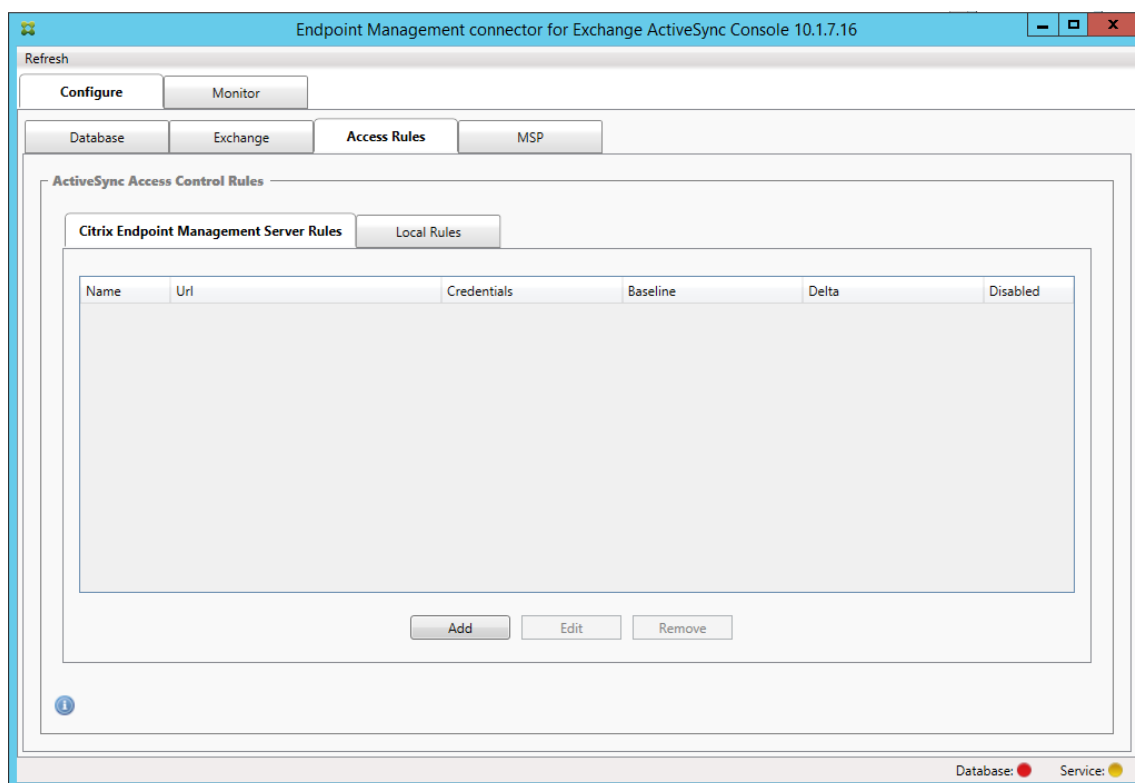 Endpoint Management connector for Exchange ActiveSync Console 10.1.7.16
Refresh
Configure Monitor
Database Exchange Access Rules MSP
ActiveSync Access Control Rules
Citrix Endpoint Management Server Rules Local Rules
Name Url Credentials Baseline Delta Disabled
Add Edit Remove
Database: Service: